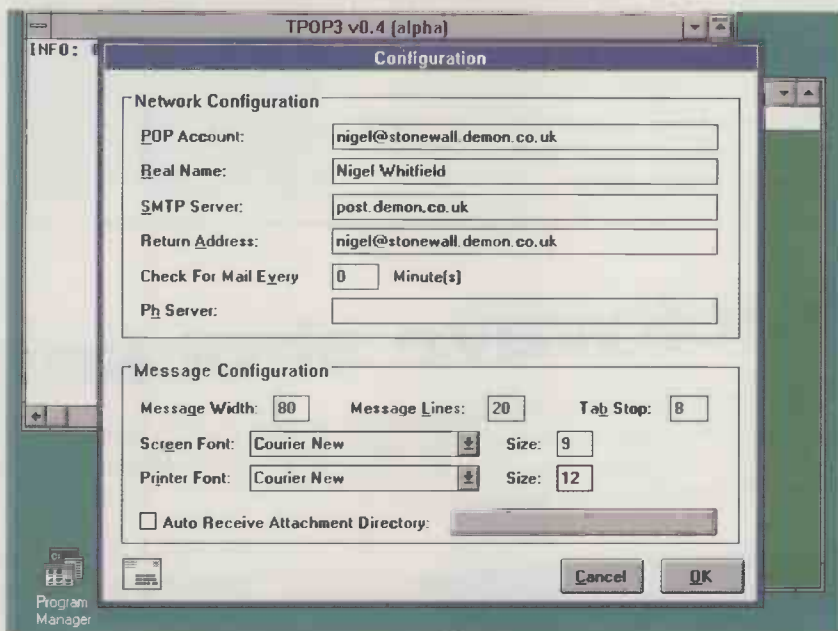 TPOP3 v0.4 (alpha)
INFO:
Configuration
Network Configuration
POP Account: nigel@stonewall.demon.co.uk
Real Name: Nigel Whitfield
SMTP Server: post.demon.co.uk
Return Address: nigel@stonewall.demon.co.uk
Check For Mail Every 0 Minute(s)
Ph Server:
Message Configuration
Message Width: 80 Message Lines: 20 Tab Stop: 8
Screen Font: Courier New Size: 9
Printer Font: Courier New Size: 12
Auto Receive Attachment Directory:
Cancel OK
Program
Manager